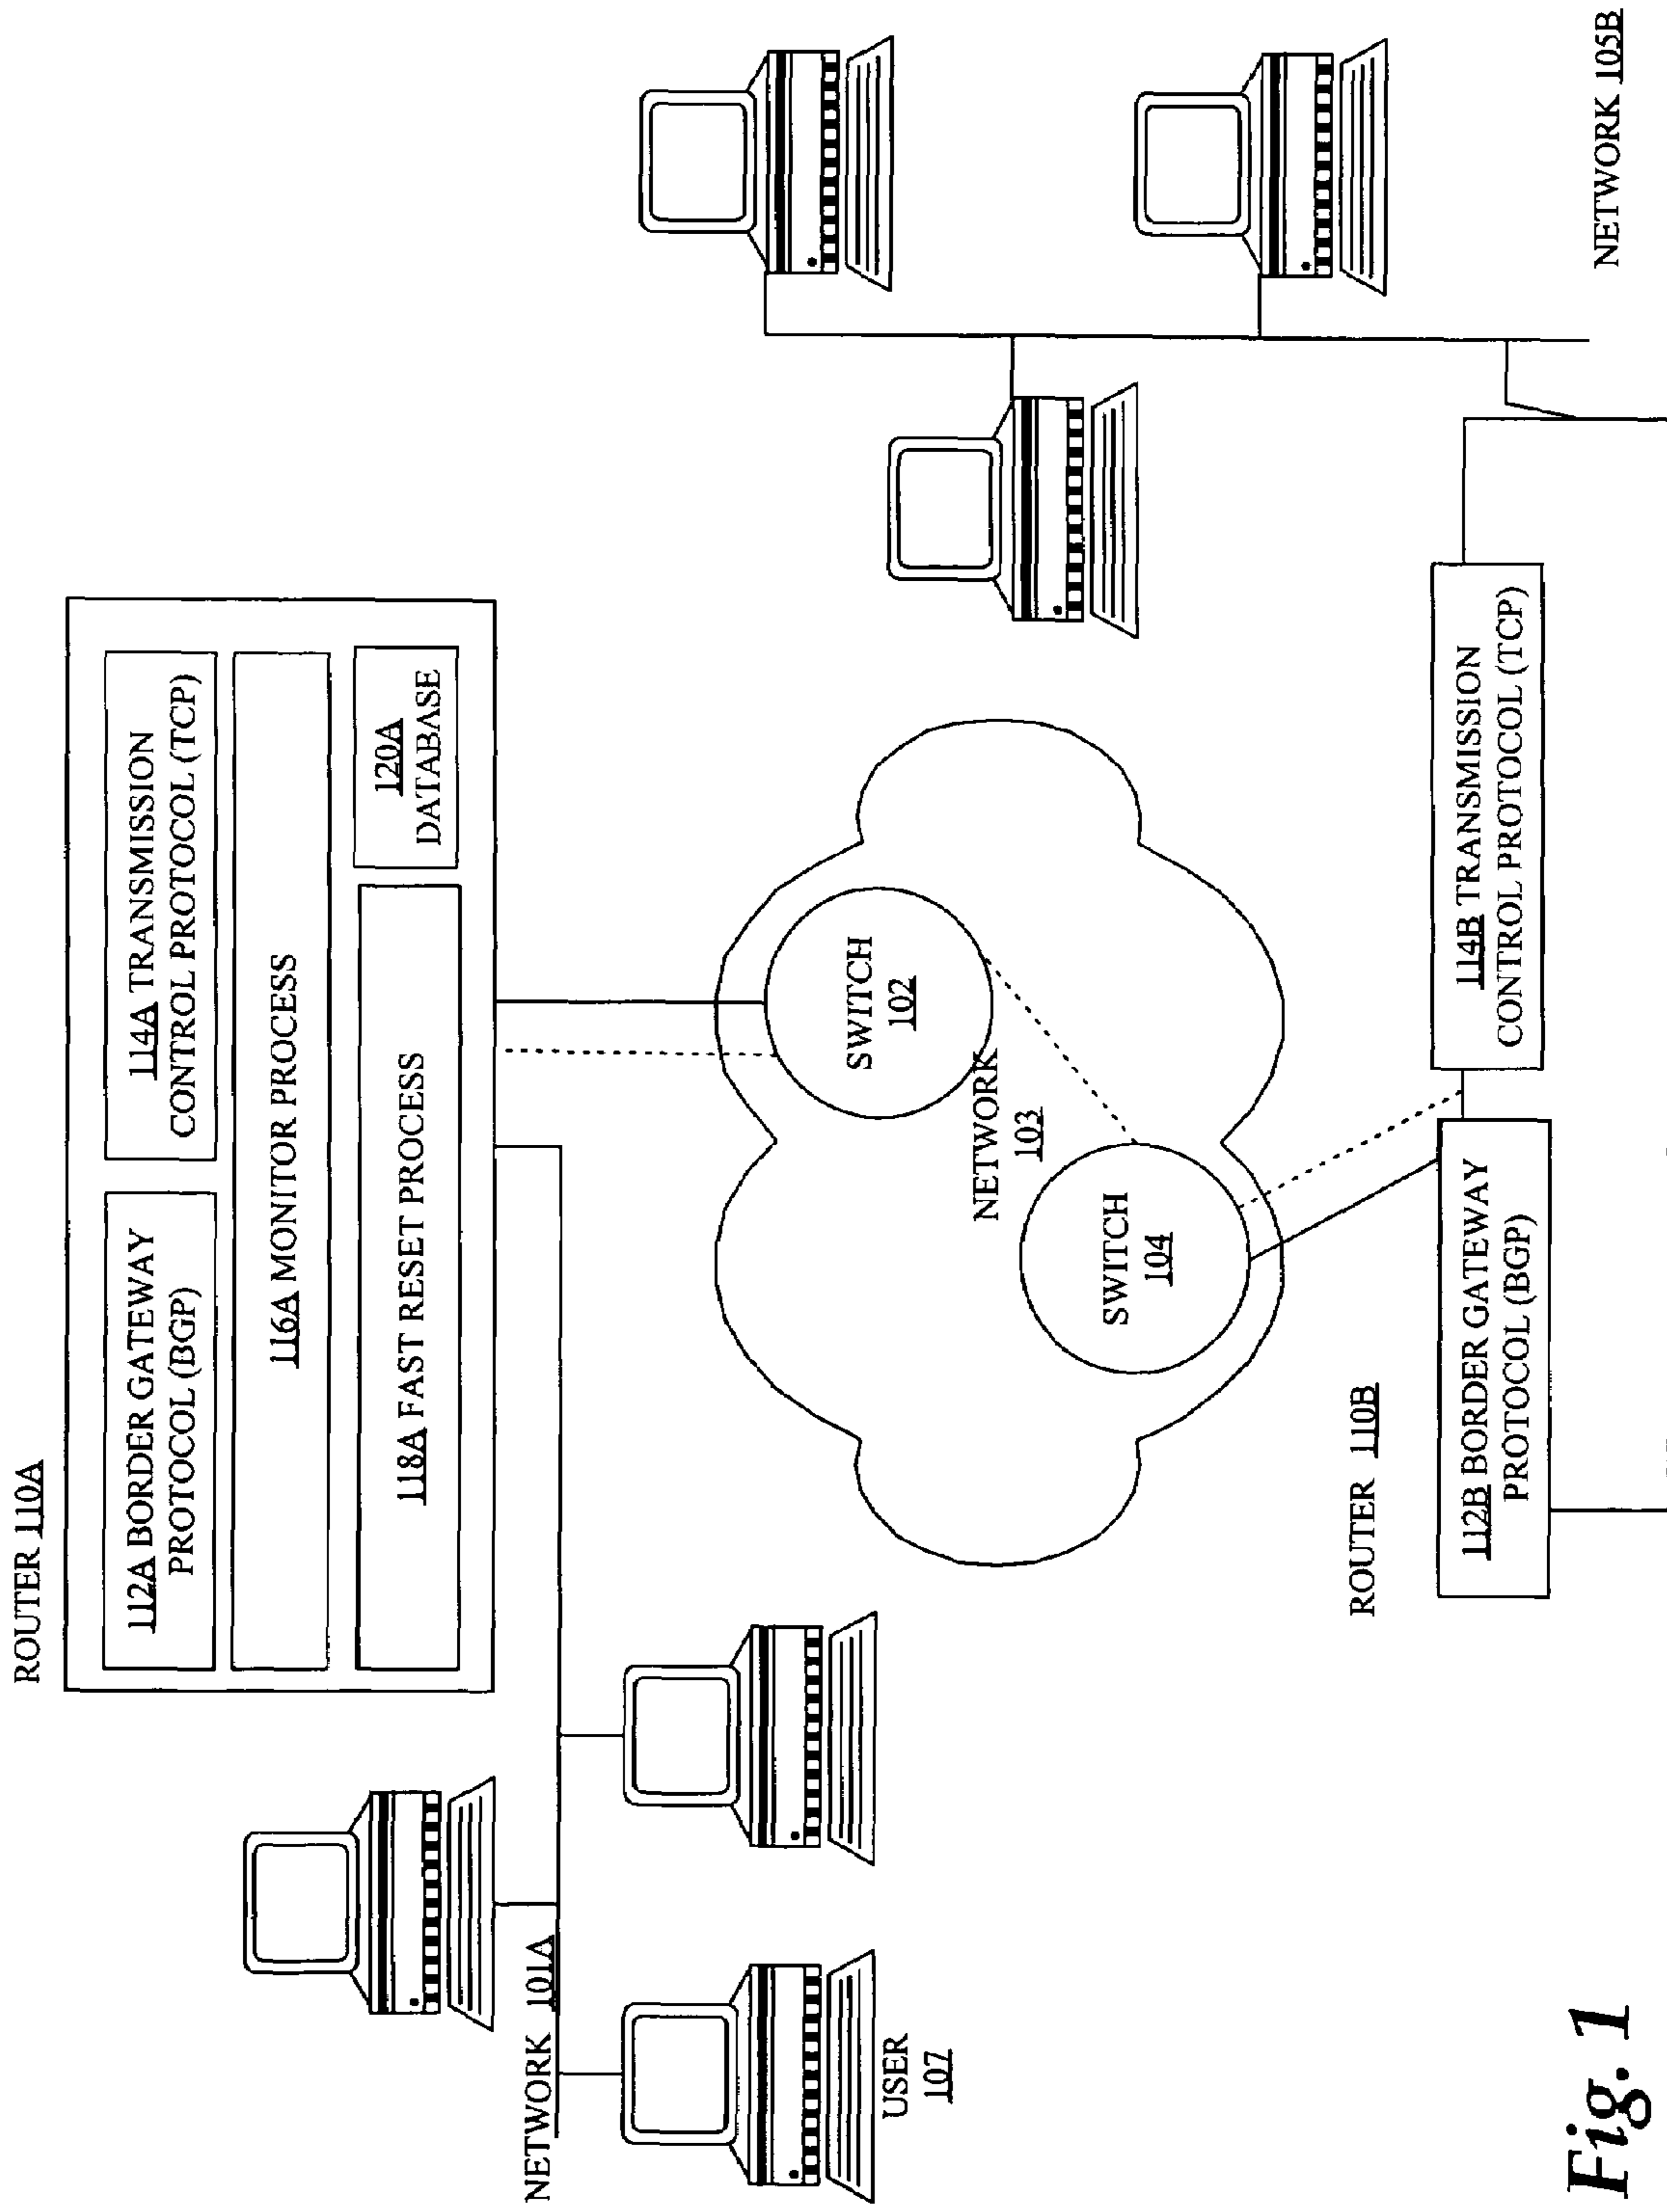 ROUTER 110A
112A BORDER GATEWAY
PROTOCOL (BGP)
114A TRANSMISSION
CONTROL PROTOCOL (TCP)
116A MONITOR PROCESS
118A FAST RESET PROCESS
120A
DATABASE
NETWORK 101A
USER
107
SWITCH
102
NETWORK
103
SWITCH
104
ROUTER 110B
112B BORDER GATEWAY
PROTOCOL (BGP)
114B TRANSMISSION
CONTROL PROTOCOL (TCP)
NETWORK 105B
Fig. 1